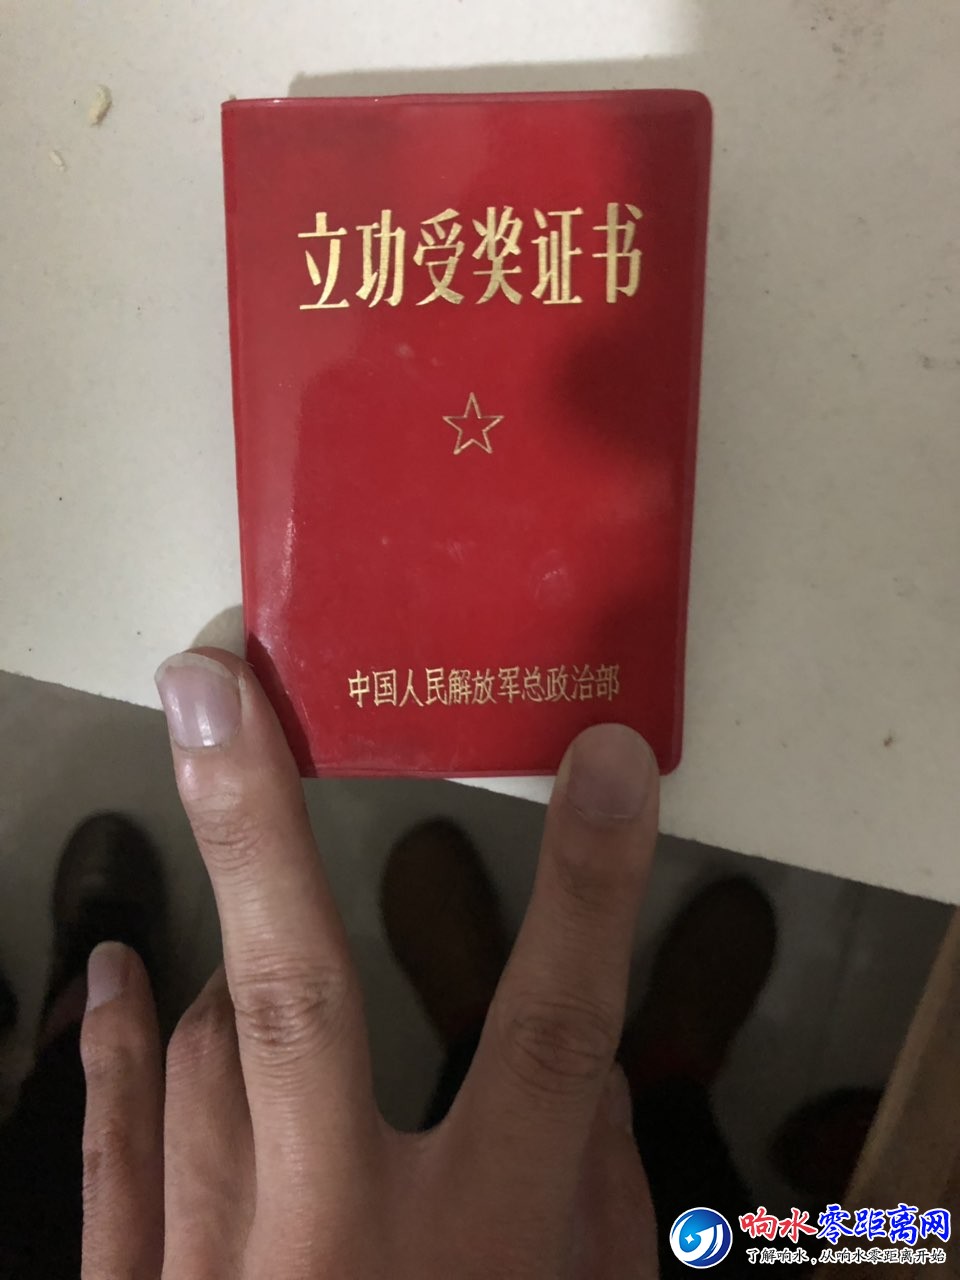 立功受奖证书
中国人民解放军总政治部
响水零距离网
了解响水，从响水零距离开始